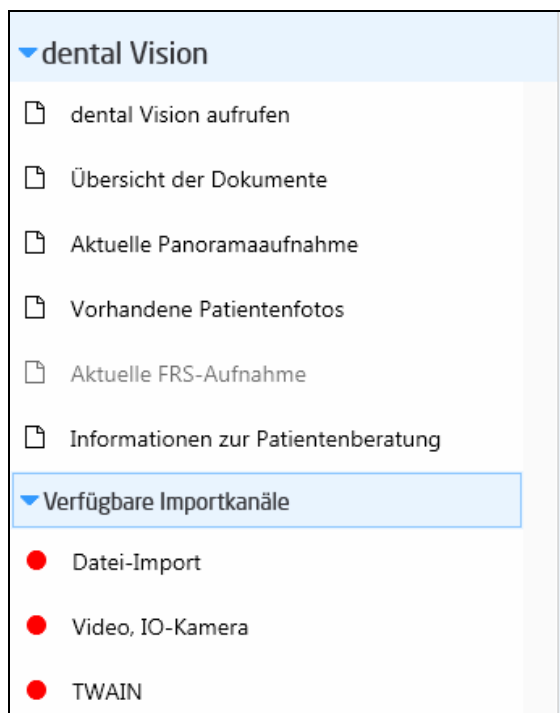 dental Vision
dental Vision aufrufen
Übersicht der Dokumente
Aktuelle Panoramaaufnahme
Vorhandene Patientenfotos
Aktuelle FRS-Aufnahme
Informationen zur Patientenberatung
Verfügbare Importkanäle
Datei-Import
Video, IO-Kamera
TWAIN